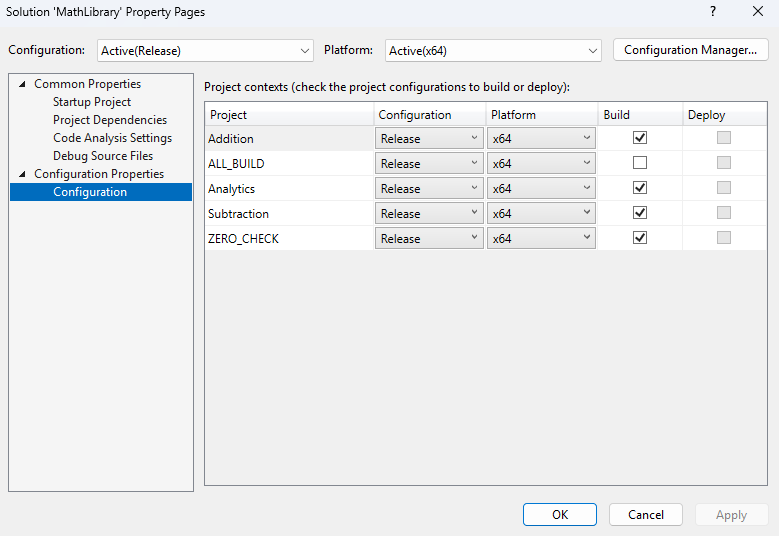 Solution 'MathLibrary' Property Pages
?
Configuration: Active(Release) Platform: Active(x64) Configuration Manager...
Common Properties
Startup Project
Project Dependencies
Code Analysis Settings
Debug Source Files
Configuration Properties
Configuration
Project contexts (check the project configurations to build or deploy):
Project Configuration Platform Build Deploy
Addition Release x64
ALL_BUILD Release x64
Analytics Release x64
Subtraction Release x64
ZERO_CHECK Release x64
OK Cancel Apply